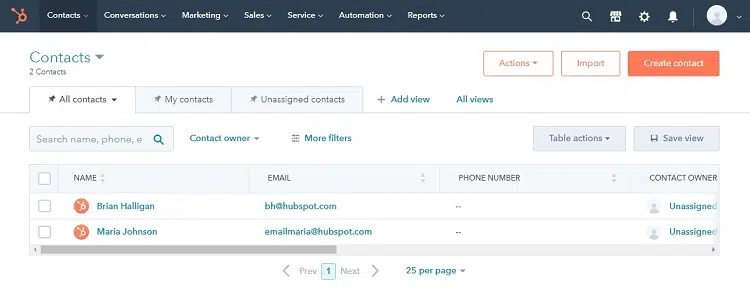 Contacts Conversations Marketing Sales Service Automation Reports
Contacts
2 Contacts
Actions Import Create contact
All contacts My contacts Unassigned contacts + Add view All views
Search name, phone, e Contact owner More filters Table actions Save view
NAME EMAIL PHONE NUMBER CONTACT OWNER
Brian Halligan bh@hubspot.com -- Unassigned
Maria Johnson emailmaria@hubspot.com -- Unassigned
Prev 1 Next 25 per page